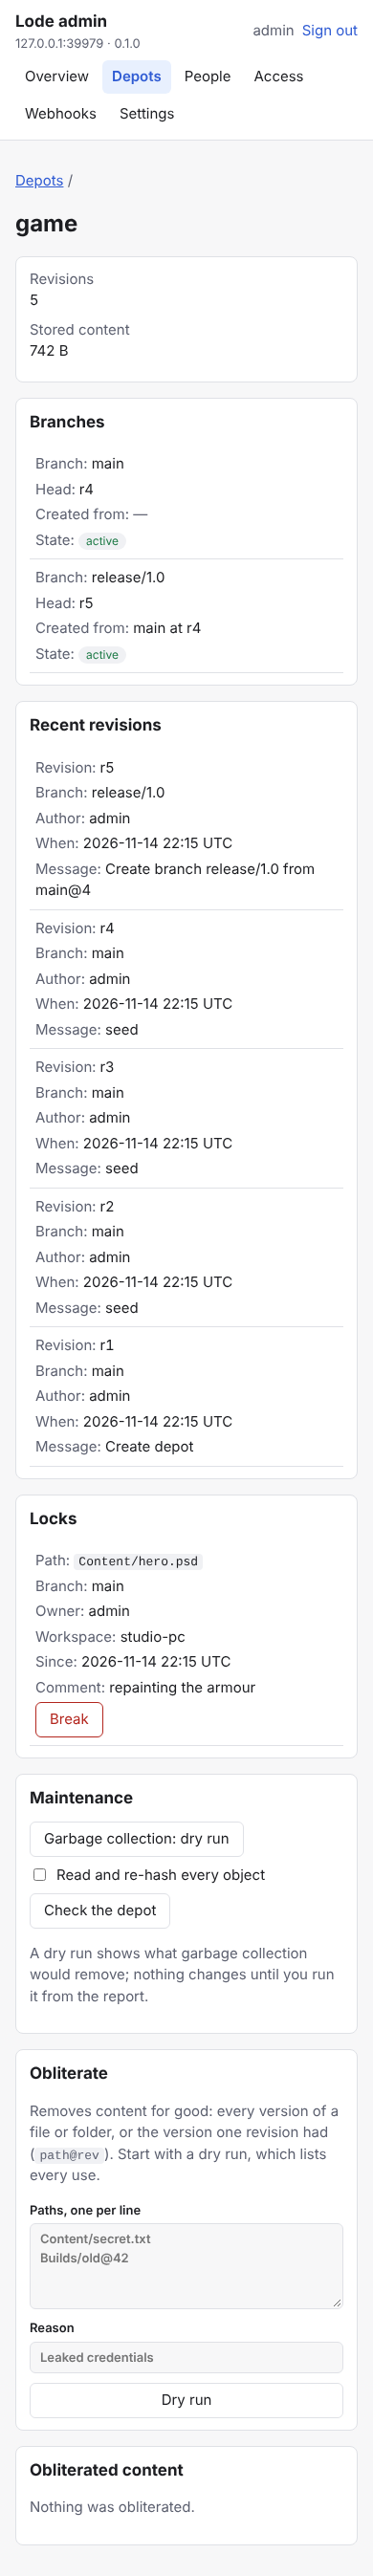 Lode admin
127.0.0.1:39979 · 0.1.0
admin Sign out
Overview Depots People Access
Webhooks Settings
Depots /
game
Revisions
5
Stored content
742 B
Branches
Branch: main
Head: r4
Created from: —
State: active
Branch: release/1.0
Head: r5
Created from: main at r4
State: active
Recent revisions
Revision: r5
Branch: release/1.0
Author: admin
When: 2026-11-14 22:15 UTC
Message: Create branch release/1.0 from
main@4
Revision: r4
Branch: main
Author: admin
When: 2026-11-14 22:15 UTC
Message: seed
Revision: r3
Branch: main
Author: admin
When: 2026-11-14 22:15 UTC
Message: seed
Revision: r2
Branch: main
Author: admin
When: 2026-11-14 22:15 UTC
Message: seed
Revision: r1
Branch: main
Author: admin
When: 2026-11-14 22:15 UTC
Message: Create depot
Locks
Path: Content/hero.psd
Branch: main
Owner: admin
Workspace: studio-pc
Since: 2026-11-14 22:15 UTC
Comment: repainting the armour
Break
Maintenance
Garbage collection: dry run
Read and re-hash every object
Check the depot
A dry run shows what garbage collection
would remove; nothing changes until you run
it from the report.
Obliterate
Removes content for good: every version of a
file or folder, or the version one revision had
(path@rev). Start with a dry run, which lists
every use.
Paths, one per line
Content/secret.txt
Builds/old@42
Reason
Leaked credentials
Dry run
Obliterated content
Nothing was obliterated.